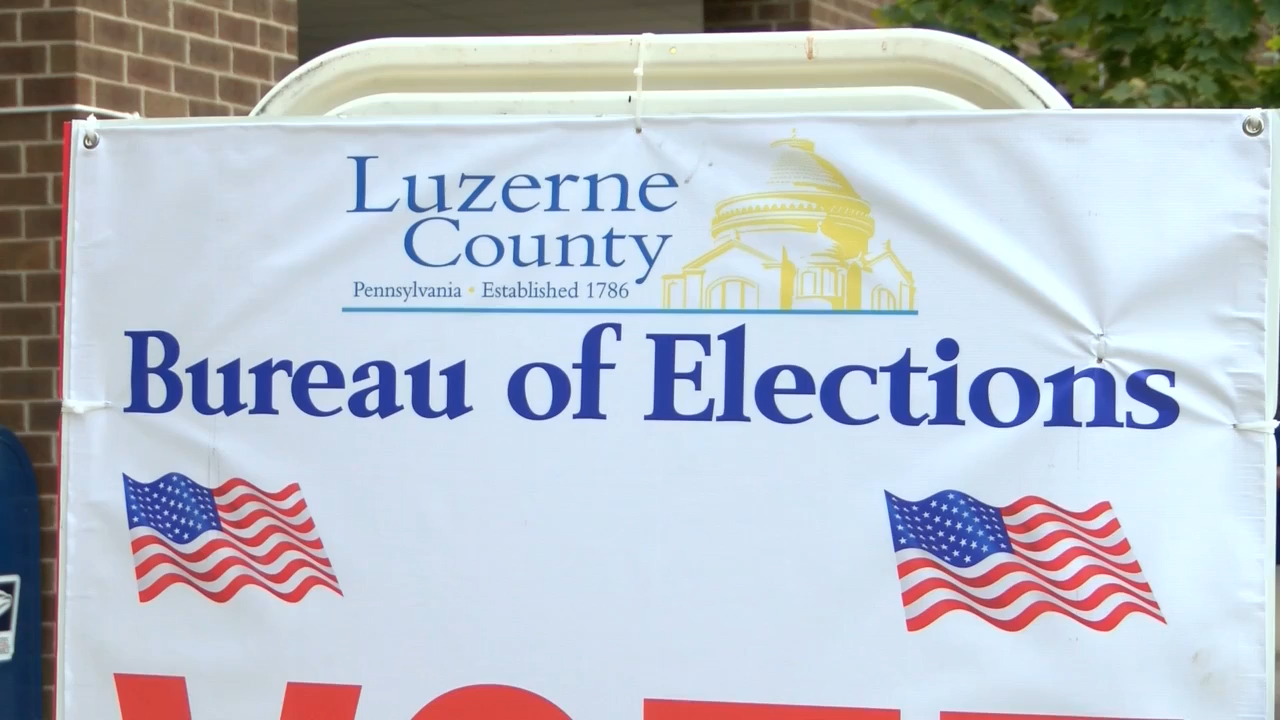 Luzerne
County
Pennsylvania • Established 1786
Bureau of Elections